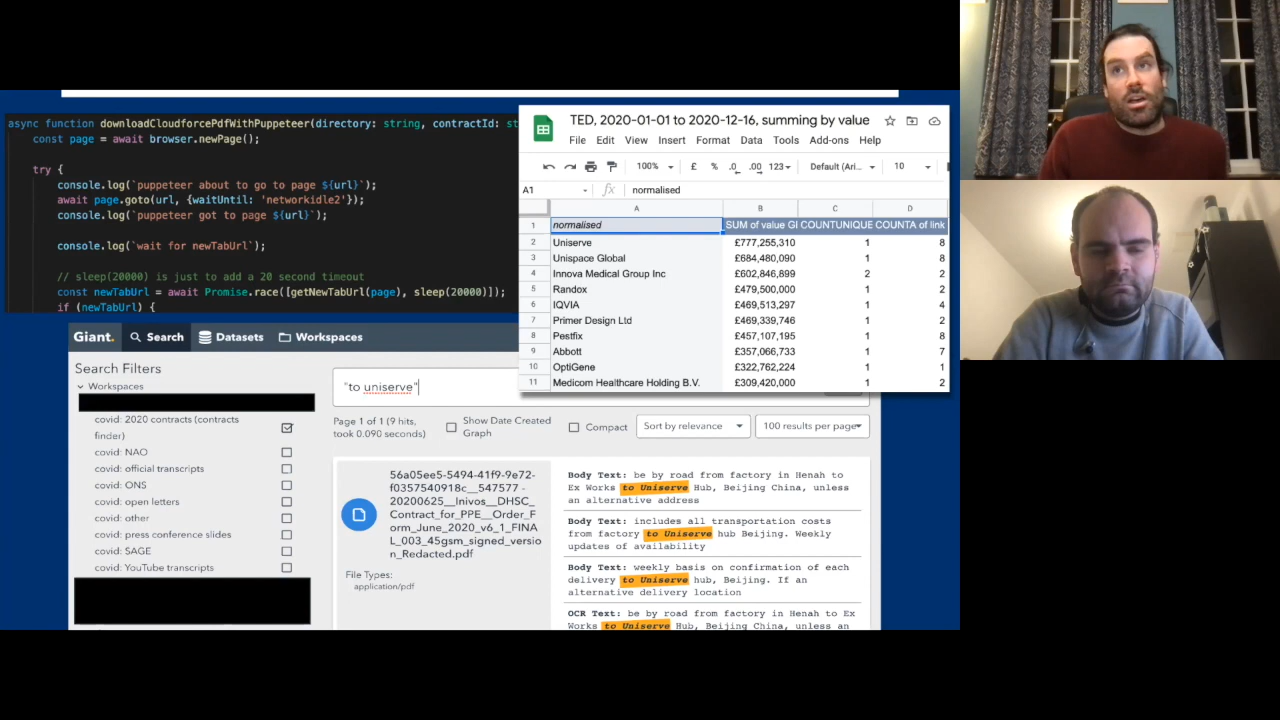 async function downloadCloudforcePdfWithPuppeteer(directory: string, contractId: st
const page = await browser.newPage();
try {
console.log(`puppeteer about to go to page ${url}`);
await page.goto(url, {waitUntil: 'networkidle2'});
console.log(`puppeteer got to page ${url}`);
console.log(`wait for newTabUrl`);
// sleep(20000) is just to add a 20 second timeout
const newTabUrl = await Promise.race([getNewTabUrl(page), sleep(20000)]);
if (newTabUrl) {
TED, 2020-01-01 to 2020-12-16, summing by value
File Edit View Insert Format Data Tools Add-ons Help
100% £ % .0 .00 123 Default (Ari... 10
A1 fx normalised
A B C D
1 normalised SUM of value GI COUNTUNIQUE COUNTA of link
2 Uniserve £777,255,310 1 8
3 Unispace Global £684,480,090 1 8
4 Innova Medical Group Inc £602,846,899 2 2
5 Randox £479,500,000 1 2
6 IQVIA £469,513,297 1 4
7 Primer Design Ltd £469,339,746 1 2
8 Pestfix £457,107,195 1 8
9 Abbott £357,066,733 1 7
10 OptiGene £322,762,224 1 1
11 Medicom Healthcare Holding B.V. £309,420,000 1 2
Giant. Search Datasets Workspaces
Search Filters
Workspaces
covid: 2020 contracts (contracts
finder)
covid: NAO
covid: official transcripts
covid: ONS
covid: open letters
covid: other
covid: press conference slides
covid: SAGE
covid: YouTube transcripts
"to uniserve"
Page 1 of 1 (9 hits,
took 0.090 seconds)
Show Date Created
Graph
Compact
Sort by relevance
100 results per page
56a05ee5-5494-41f9-9e72-
f0357540918c__547577 -
20200625__Inivos__DHSC_
Contract_for_PPE__Order_F
orm_June_2020_v6_1_FINA
L_003_45gsm_signed_versio
n_Redacted.pdf
File Types:
application/pdf
Body Text: be by road from factory in Henah to
Ex Works to Uniserve Hub, Beijing China, unless
an alternative address
Body Text: includes all transportation costs
from factory to Uniserve hub Beijing. Weekly
updates of availability
Body Text: weekly basis on confirmation of each
delivery to Uniserve hub, Beijing. If an
alternative delivery location
OCR Text: be by road from factory in Henah to Ex
Works to Uniserve Hub, Beijing China, unless an